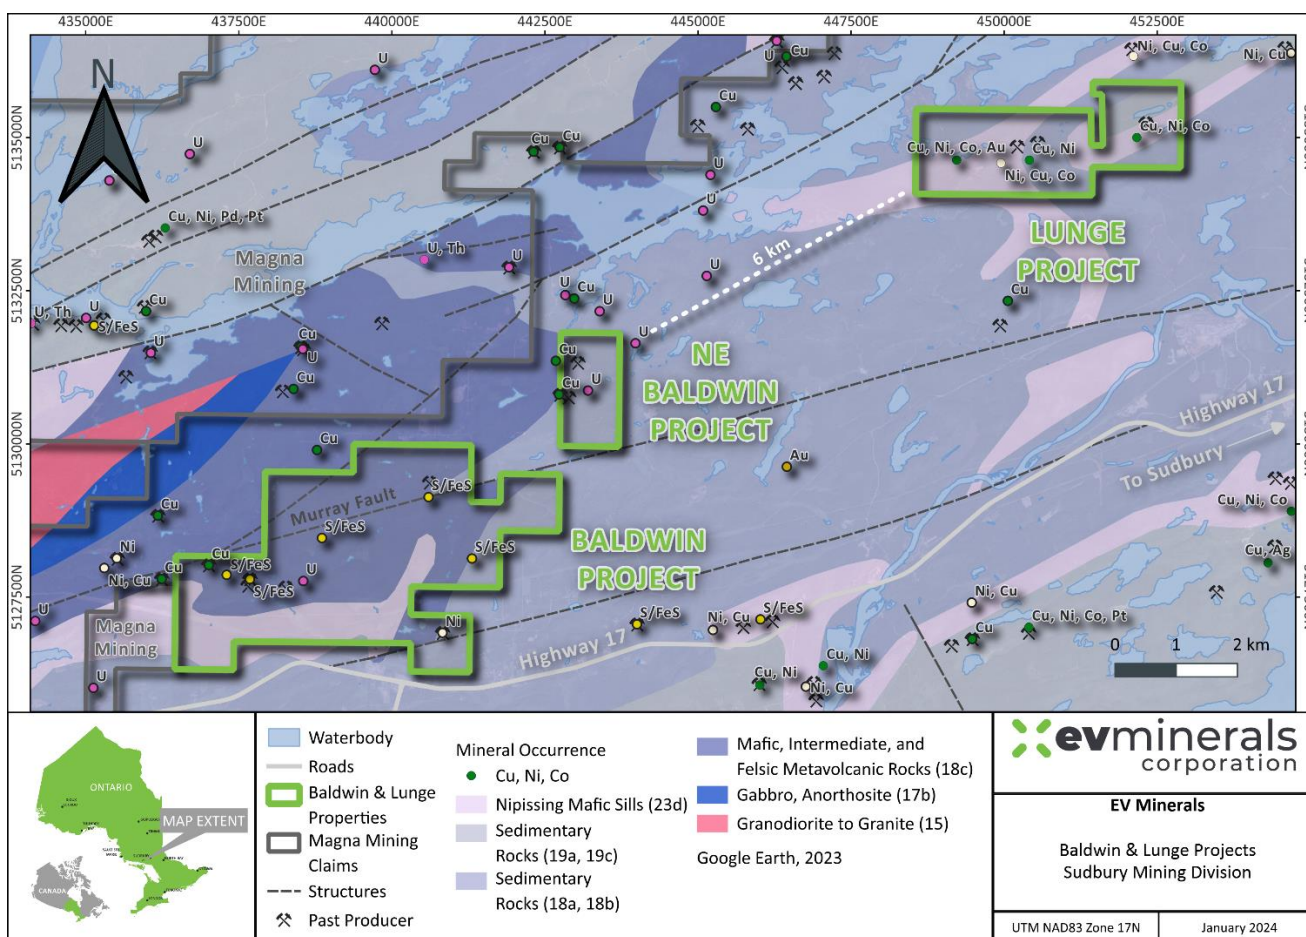 435000E 437500E 440000E 442500E 445000E 447500E 450000E 452500E
N
5135000N
5132500N
5130000N
5127500N
U
Cu
U
Cu
Ni, Cu, Co
Ni, Cu
U
Cu
Cu
Cu, Ni, Co, Au
Cu, Ni
Ni, Cu, Co
Cu, Ni, Co
Cu, Ni, Pd, Pt
U
U
LUNGE
PROJECT
6 km
Magna
Mining
U, Th
U
U
U
Cu
U
Cu
U, Th
U
S/FeS
Cu
U
Cu
U
Cu
U
Cu
Cu
U
NE
BALDWIN
PROJECT
Highway 17
To Sudbury
Cu
Au
Murray Fault
S/FeS
Cu
S/FeS
BALDWIN
PROJECT
S/FeS
Cu, Ni, Co
Cu, Ag
Ni
Ni, Cu
Cu
Cu
S/FeS
S/FeS
U
U
Magna
Mining
Ni
Highway 17
S/FeS
Ni, Cu
S/FeS
Ni, Cu
Cu
Cu, Ni, Co, Pt
U
Cu, Ni
Cu, Ni
Ni, Cu
0 1 2 km
ONTARIO
MAP EXTENT
CANADA
Waterbody
Roads
Baldwin & Lunge
Properties
Magna Mining
Claims
Structures
Past Producer
Mineral Occurrence
Cu, Ni, Co
Nipissing Mafic Sills (23d)
Sedimentary
Rocks (19a, 19c)
Sedimentary
Rocks (18a, 18b)
Mafic, Intermediate, and
Felsic Metavolcanic Rocks (18c)
Gabbro, Anorthosite (17b)
Granodiorite to Granite (15)
Google Earth, 2023
evminerals
corporation
EV Minerals
Baldwin & Lunge Projects
Sudbury Mining Division
UTM NAD83 Zone 17N
January 2024